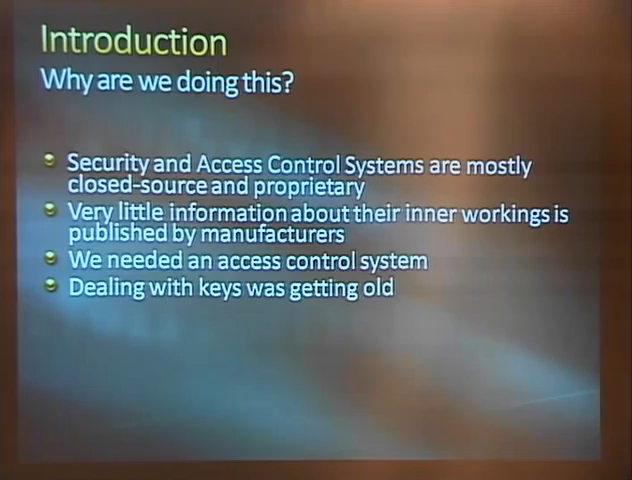 Introduction
Why are we doing this?
Security and Access Control Systems are mostly
closed-source and proprietary
Very little information about their inner workings is
published by manufacturers
We needed an access control system
Dealing with keys was getting old